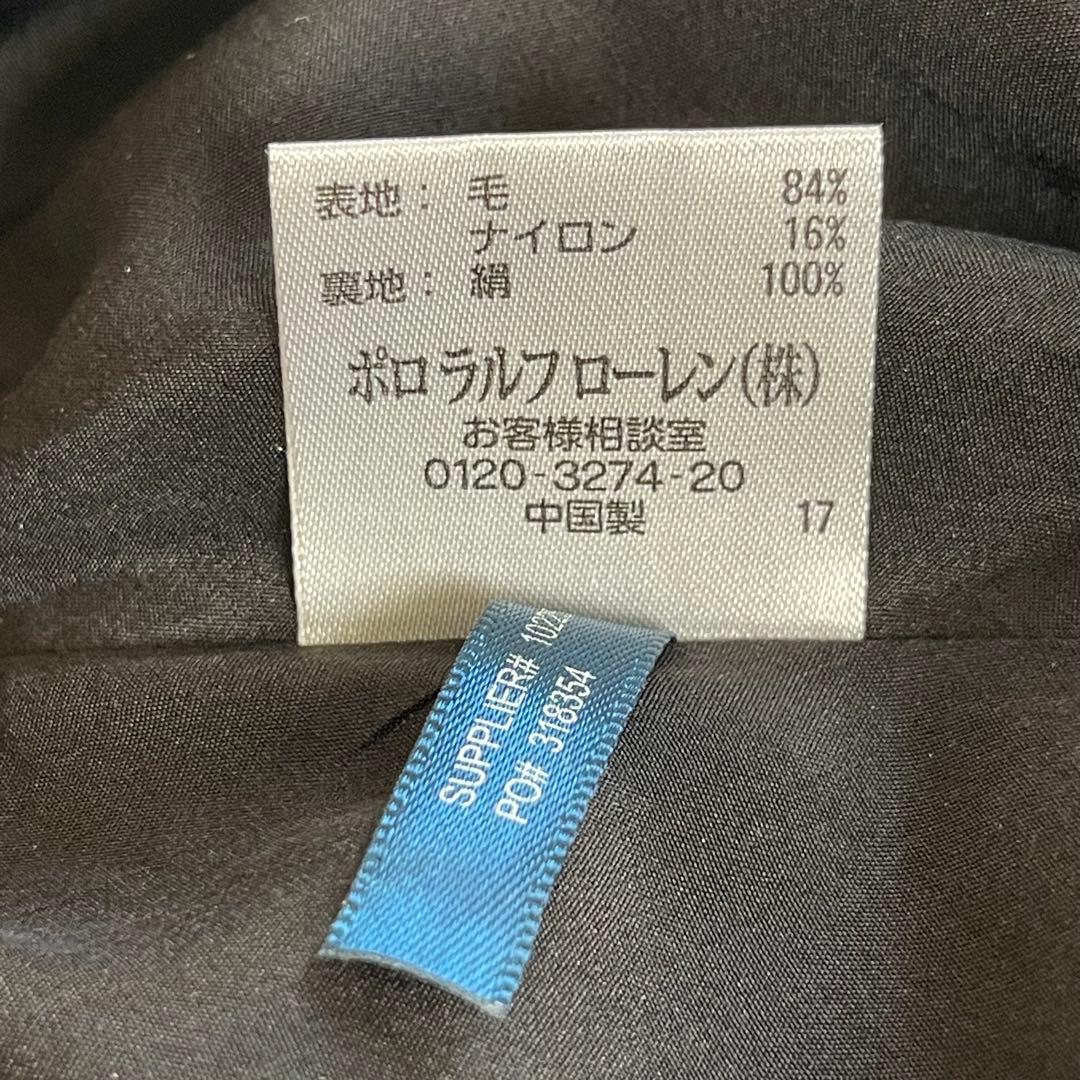 表地： 毛 84%
ナイロン 16%
裏地： 絹 100%
ポロ ラルフ ローレン(株)
お客様相談室
0120-3274-20
中国製 17
SUPPLIER#
PO# 318354